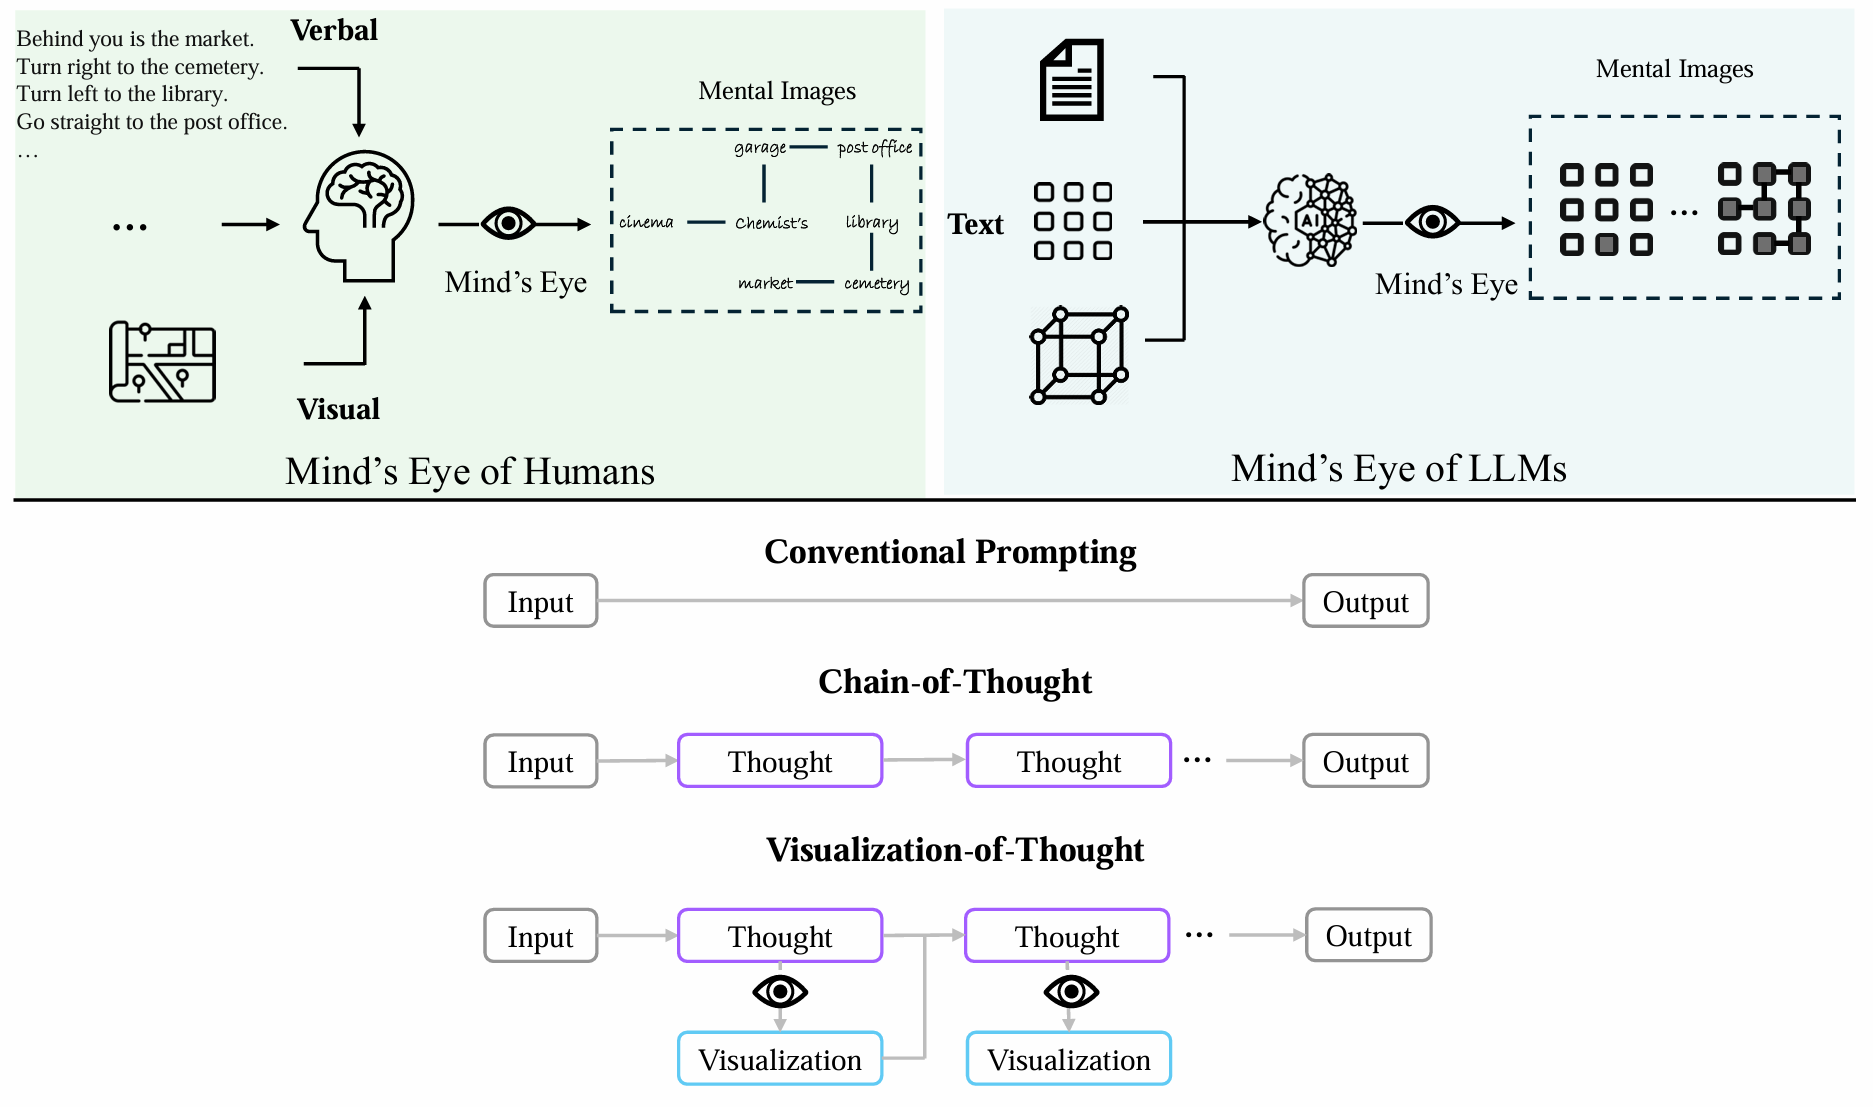 Behind you is the market.
Turn right to the cemetery.
Turn left to the library.
Go straight to the post office.
…
Verbal
...
Visual
Mind's Eye
Mental Images
garage post office
cinema Chemist's library
market cemetery
Mind's Eye of Humans
Text
AI
Mind's Eye
Mental Images
...
Mind's Eye of LLMs
Conventional Prompting
Input Output
Chain-of-Thought
Input Thought Thought ... Output
Visualization-of-Thought
Input Thought Thought ... Output
Visualization Visualization